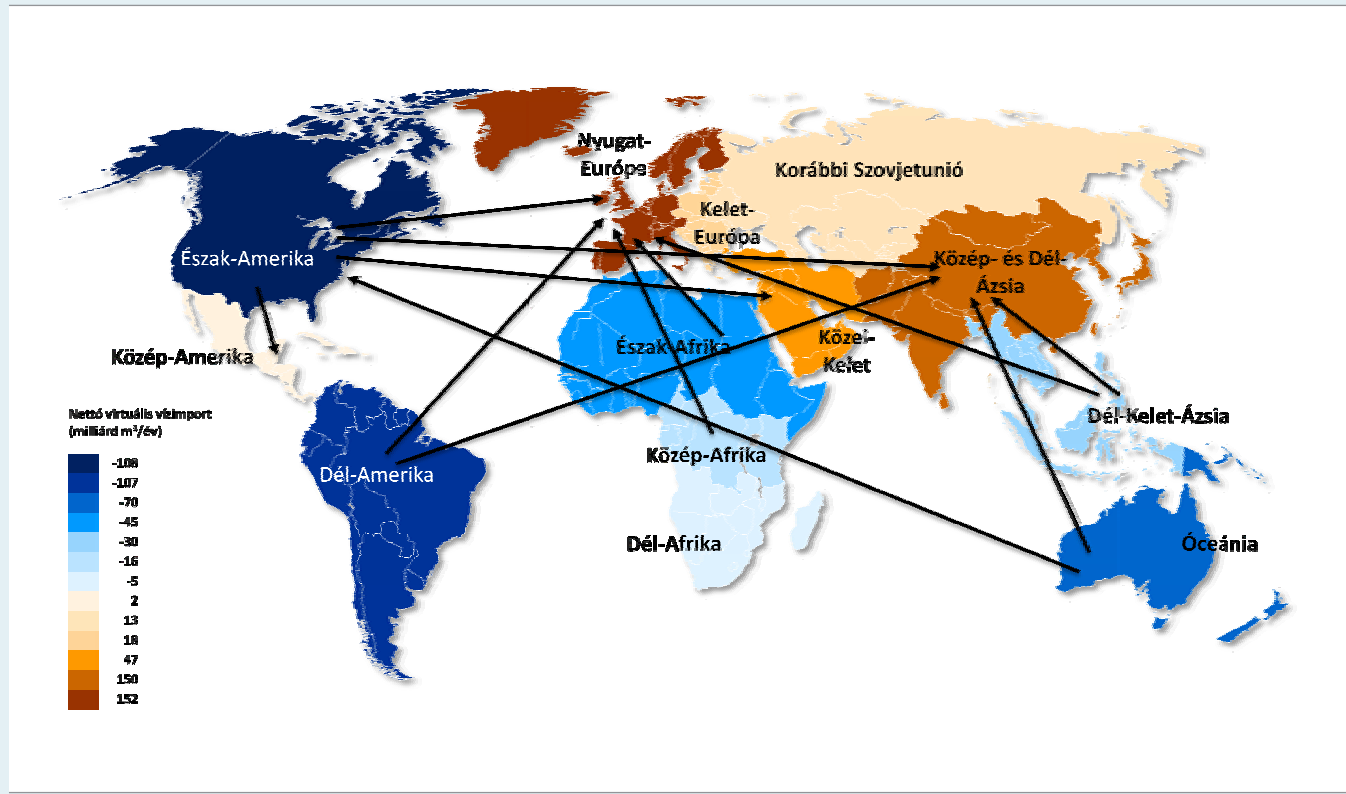 Nyugat-
Európa
Korábbi Szovjetunió
Kelet-
Európa
Észak-Amerika
Közép- és Dél-
Ázsia
Közép-Amerika
Észak-Afrika
Közel-
Kelet
Nettó virtuális vízimport
(milliárd m³/év)
-108
-107
-70
-45
-30
-16
-5
2
13
18
47
150
152
Dél-Kelet-Ázsia
Dél-Amerika
Közép-Afrika
Dél-Afrika
Óceánia